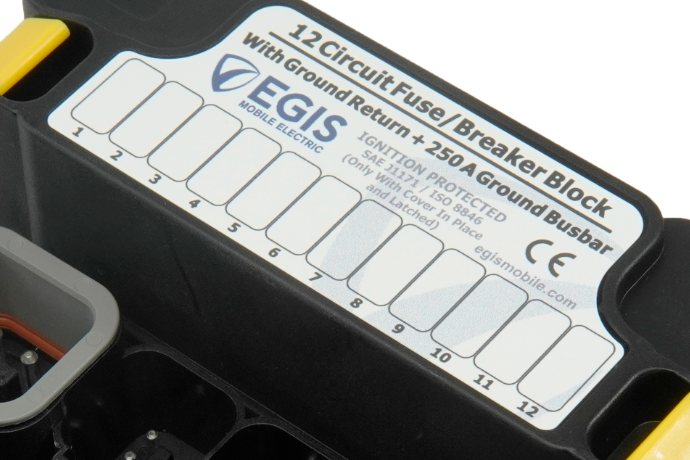 12 Circuit Fuse / Breaker Block
With Ground Return + 250 A Ground Busbar
EGIS
MOBILE ELECTRIC
IGNITION PROTECTED
SAE J1171 / ISO 8846
(Only With Cover In Place
and Latched)
CE
egismobile.com
1 2 3 4 5 6 7 8 9 10 11 12